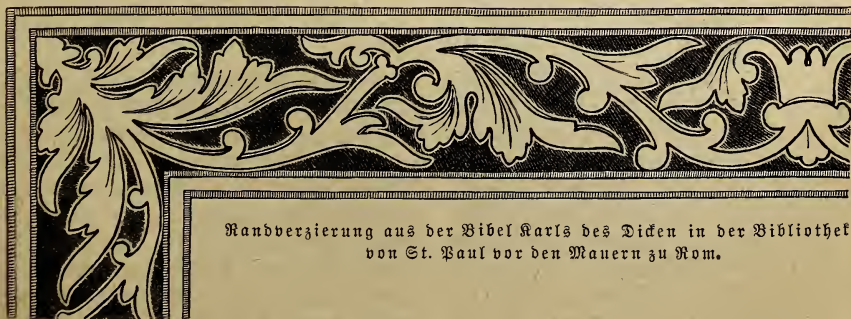 Randverzierung aus der Bibel Karls des Dicken in der Bibliothek
von St. Paul vor den Mauern zu Rom.